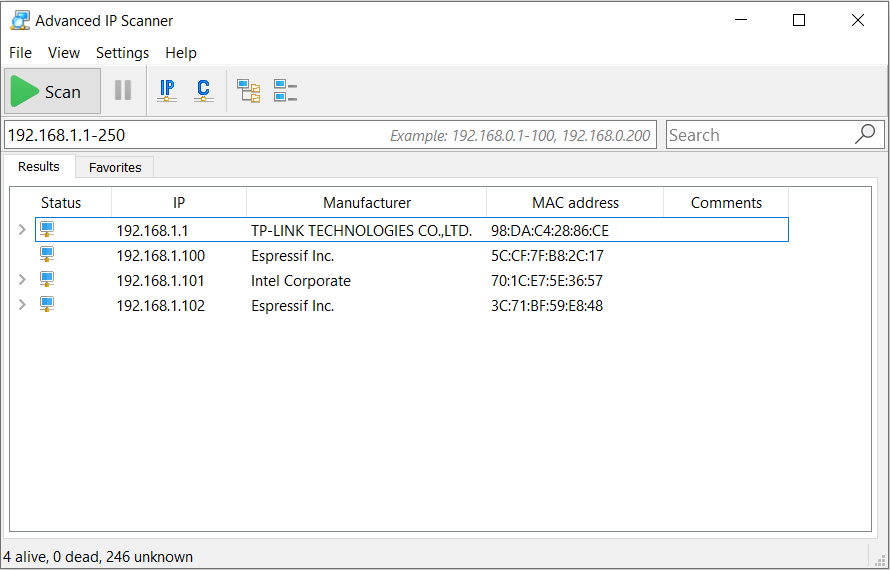 Advanced IP Scanner
File View Settings Help
Scan IP C
192.168.1.1-250 Example: 192.168.0.1-100, 192.168.0.200 Search
Results Favorites
Status IP Manufacturer MAC address Comments
192.168.1.1 TP-LINK TECHNOLOGIES CO.,LTD. 98:DA:C4:28:86:CE
192.168.1.100 Espressif Inc. 5C:CF:7F:B8:2C:17
192.168.1.101 Intel Corporate 70:1C:E7:5E:36:57
192.168.1.102 Espressif Inc. 3C:71:BF:59:E8:48
4 alive, 0 dead, 246 unknown